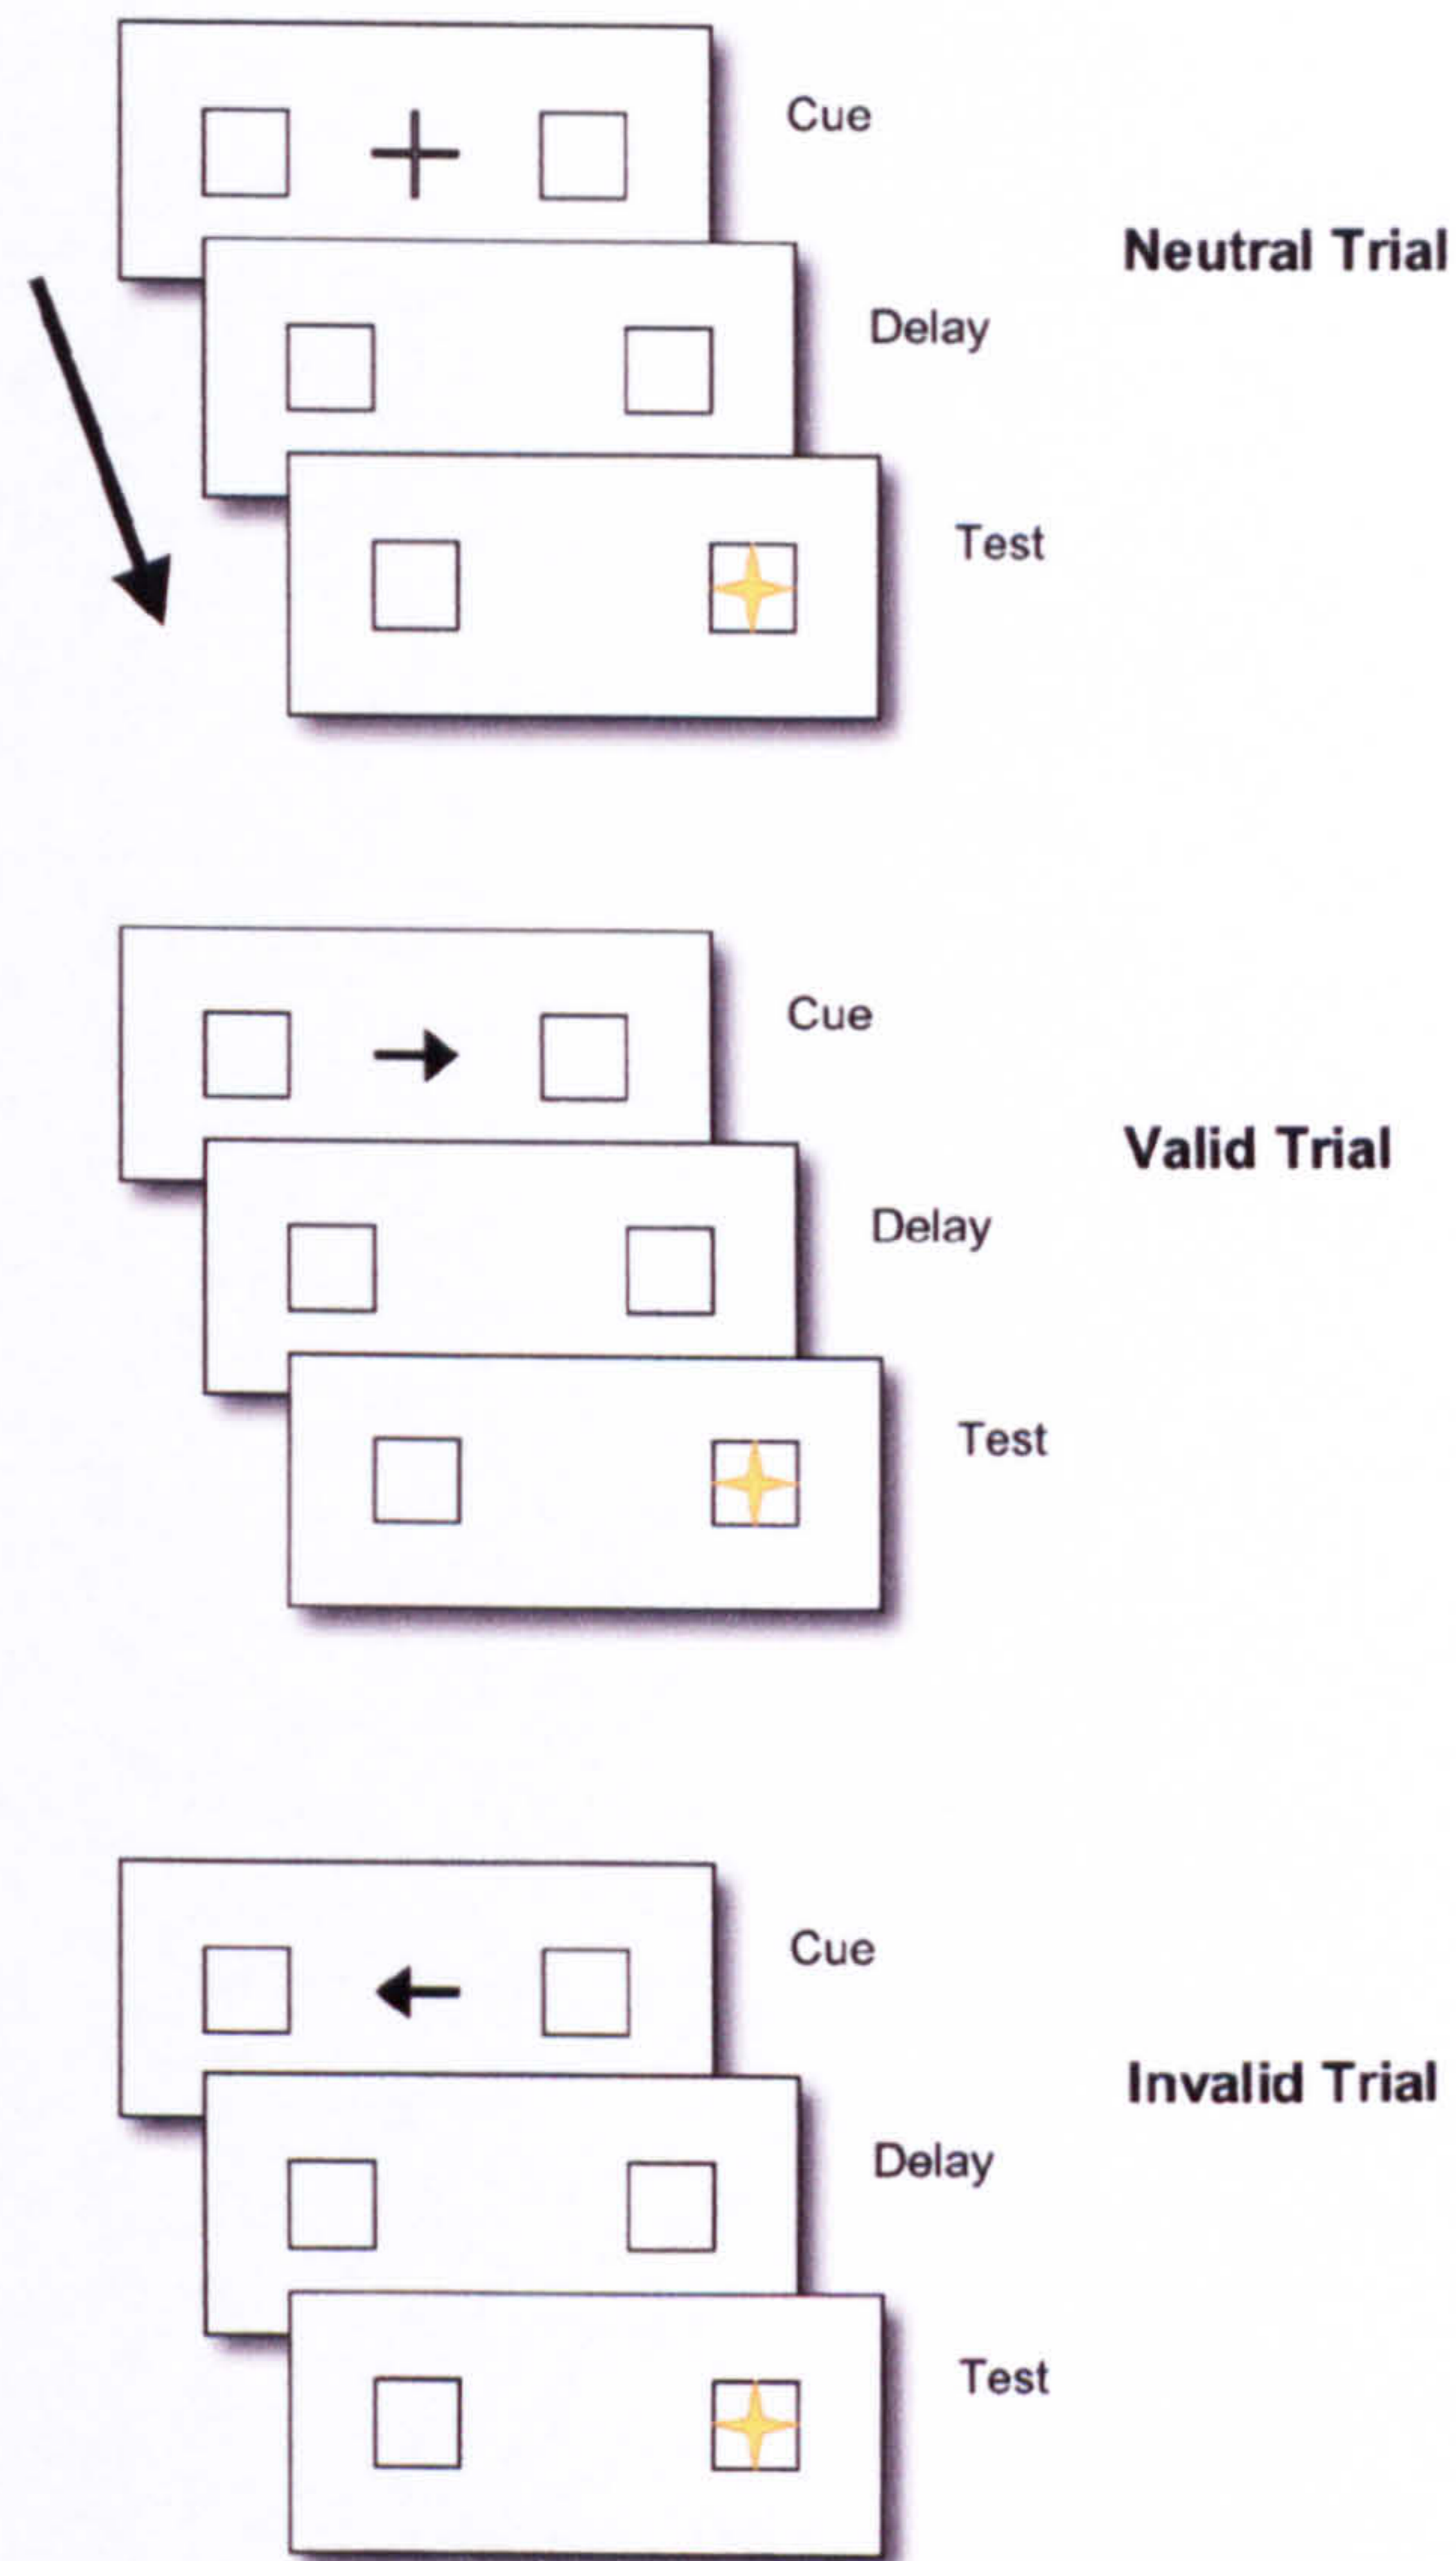 Cue
Neutral Trial
Delay
Test
Cue
Valid Trial
Delay
Test
Cue
Invalid Trial
Delay
Test